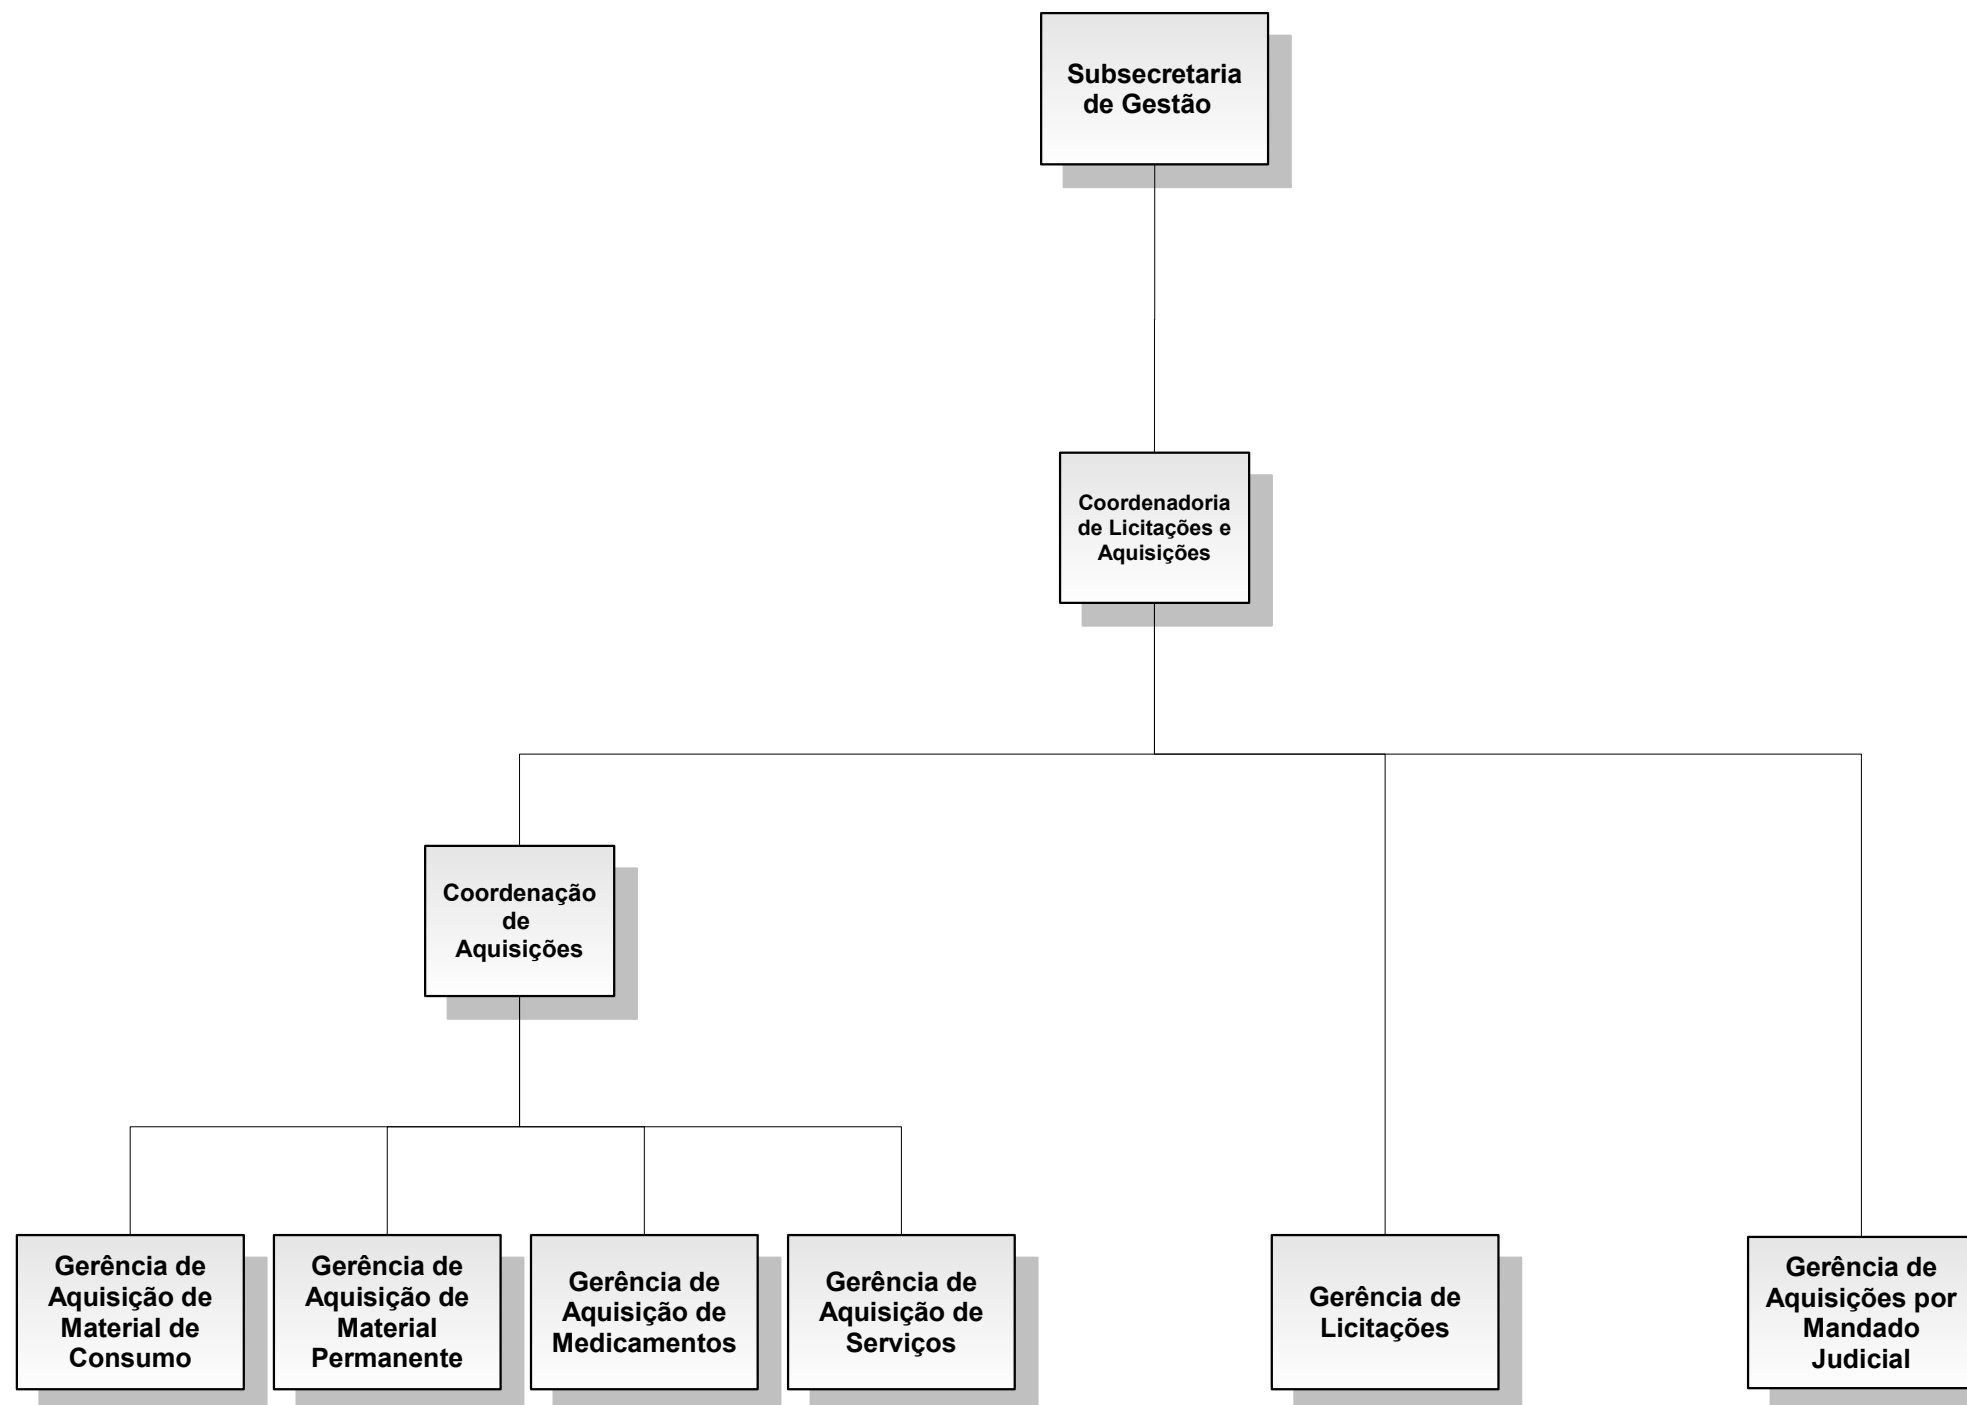 Subsecretaria
de Gestão
Coordenadoria
de Licitações e
Aquisições
Coordenação
de
Aquisições
Gerência de
Aquisição de
Material de
Consumo
Gerência de
Aquisição de
Material
Permanente
Gerência de
Aquisição de
Medicamentos
Gerência de
Aquisição de
Serviços
Gerência de
Licitações
Gerência de
Aquisições por
Mandado
Judicial